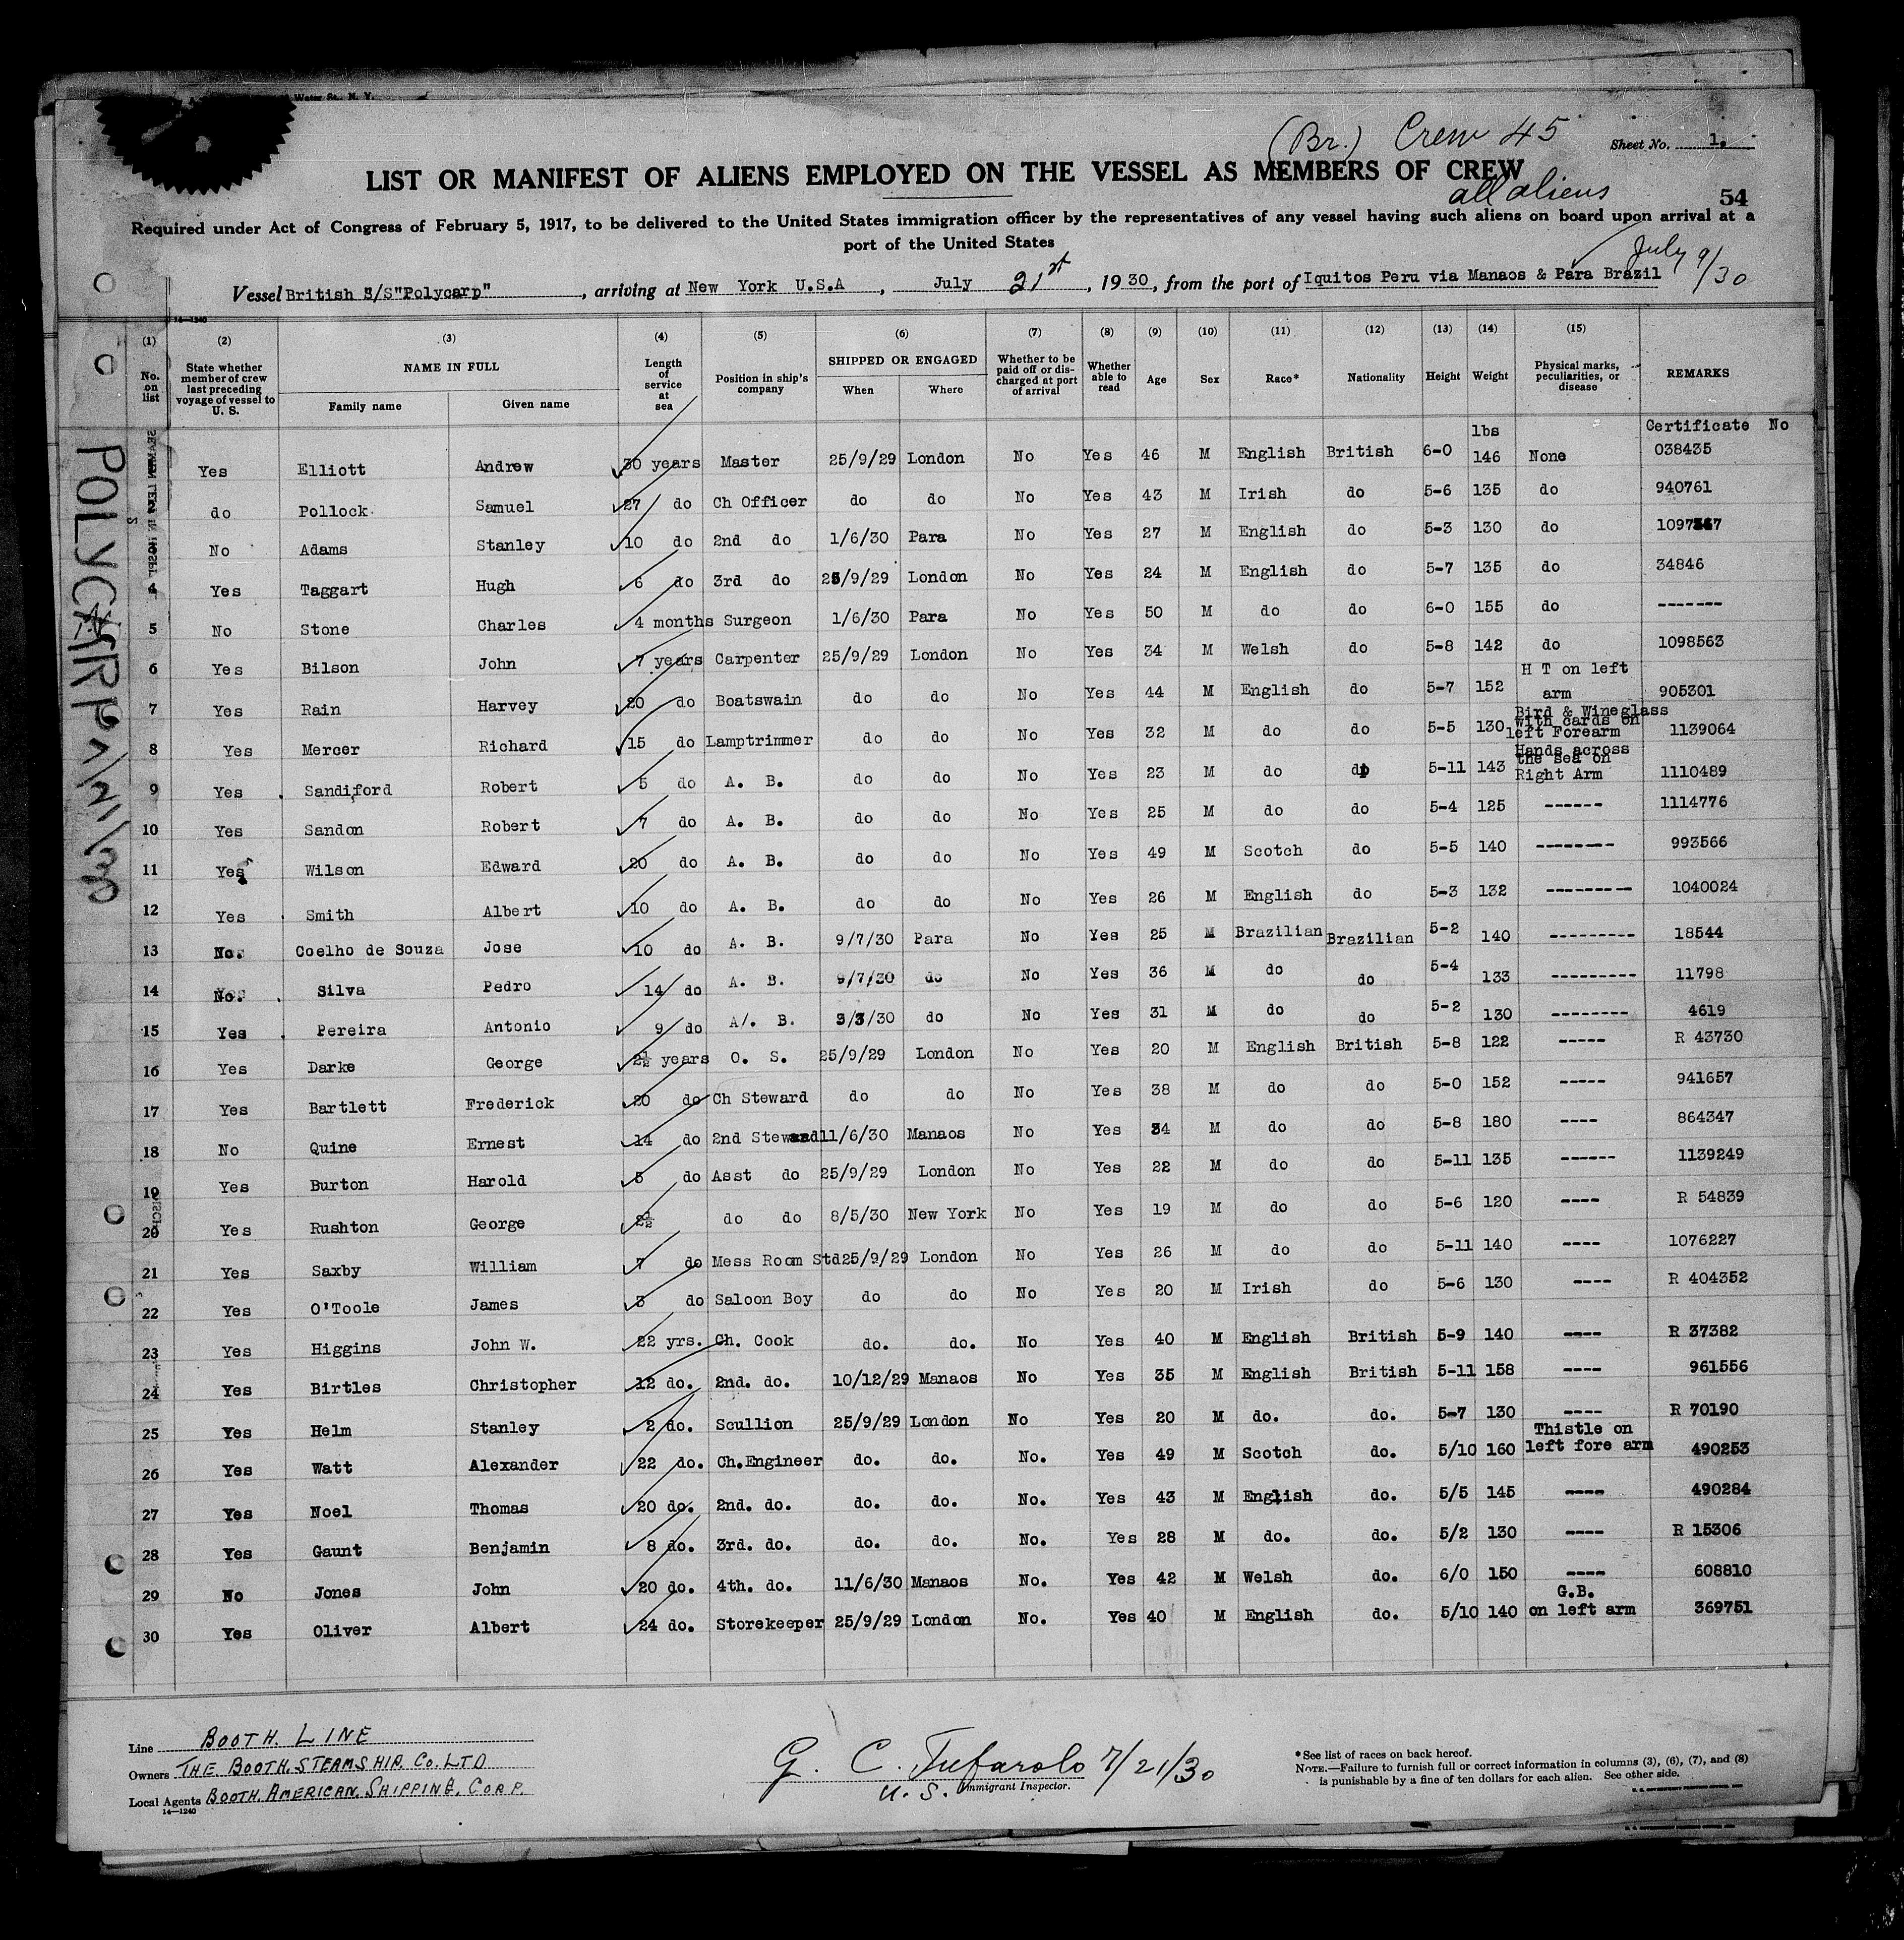 Water St. N. Y.
(Br.) Crew 45
Sheet No. 1.
LIST OR MANIFEST OF ALIENS EMPLOYED ON THE VESSEL AS MEMBERS OF CREW
all aliens
54
Required under Act of Congress of February 5, 1917, to be delivered to the United States immigration officer by the representatives of any vessel having such aliens on board upon arrival at a
port of the United States
July 9/30
Vessel British S/S"Polycarp", arriving at New York U.S.A, July 21st, 1930, from the port of Iquitos Peru via Manaos & Para Brazil
14-1240
(1) (2) (3) (4) (5) (6) (7) (8) (9) (10) (11) (12) (13) (14) (15)
No. on list State whether member of crew last preceding voyage of vessel to U. S. NAME IN FULL Family name Given name Length of service at sea Position in ship's company SHIPPED OR ENGAGED When Where Whether to be paid off or discharged at port of arrival Whether able to read Age Sex Race* Nationality Height Weight Physical marks, peculiarities, or disease REMARKS
lbs Certificate No
Yes Elliott Andrew 30 years Master 25/9/29 London No Yes 46 M English British 6-0 146 None 038435
do Pollock Samuel 27 do Ch Officer do do No Yes 43 M Irish do 5-6 135 do 940761
No Adams Stanley 10 do 2nd do 1/6/30 Para No Yes 27 M English do 5-3 130 do
4 Yes Taggart Hugh 6 do 3rd do 25/9/29 London No Yes 24 M English do 5-7 135 do 34846
5 No Stone Charles 4 months Surgeon 1/6/30 Para No Yes 50 M do do 6-0 155 do -------
6 Yes Bilson John 7 years Carpenter 25/9/29 London No Yes 34 M Welsh do 5-8 142 do 1098563
7 Yes Rain Harvey 20 do Boatswain do do No Yes 44 M English do 5-7 152 H T on left arm 905301
8 Yes Mercer Richard 15 do Lamptrimmer do do No Yes 32 M do do 5-5 130 Bird & Wineglass with cards on left Forearm 1139064
9 Yes Sandiford Robert 5 do A. B. do do No Yes 23 M do do 5-11 143 Hands across the sea on Right Arm 1110489
10 Yes Sandon Robert 7 do A. B. do do No Yes 25 M do do 5-4 125 ------ 1114776
11 Yes Wilson Edward 20 do A. B. do do No Yes 49 M Scotch do 5-5 140 -------- 993566
12 Yes Smith Albert 10 do A. B. do do No Yes 26 M English do 5-3 132 --------- 1040024
13 No. Coelho de Souza Jose 10 do A. B. 9/7/30 Para No Yes 25 M Brazilian Brazilian 5-2 140 --------- 18544
14 No. Silva Pedro 14 do A. B. 9/7/30 do No Yes 36 M do do 5-4 133 --------- 11798
15 Yes Pereira Antonio 9 do A/. B. 3/3/30 do No Yes 31 M do do 5-2 130 -------- 4619
16 Yes Darke George 2½ years O. S. 25/9/29 London No Yes 20 M English British 5-8 122 ----- R 43730
17 Yes Bartlett Frederick 20 do Ch Steward do do No Yes 38 M do do 5-0 152 ----- 941657
18 No Quine Ernest 14 do 2nd Steward 11/6/30 Manaos No Yes 34 M do do 5-8 180 ---- 864347
19 Yes Burton Harold 5 do Asst do 25/9/29 London No Yes 22 M do do 5-11 135 ------ 1139249
20 Yes Rushton George 2½ do do 8/5/30 New York No Yes 19 M do do 5-6 120 ---- R 54839
21 Yes Saxby William 7 do Mess Room Std 25/9/29 London No Yes 26 M do do 5-11 140 ---- 1076227
22 Yes O'Toole James 3 do Saloon Boy do do No Yes 20 M Irish do 5-6 130 ---- R 404352
23 Yes Higgins John W. 22 yrs. Ch. Cook do. do. No Yes 40 M English British 5-9 140 ---- R 37382
24 Yes Birtles Christopher 12 do. 2nd. do. 10/12/29 Manaos No Yes 35 M English British 5-11 158 ---- 961556
25 Yes Helm Stanley 2 do. Scullion 25/9/29 London No Yes 20 M do. do. 5-7 130 ---- R 70190
26 Yes Watt Alexander 22 do. Ch.Engineer do. do. No. Yes 49 M Scotch do. 5/10 160 Thistle on left fore arm 490253
27 Yes Noel Thomas 20 do. 2nd. do. do. do. No. Yes 43 M English do. 5/5 145 ---- 490284
28 Yes Gaunt Benjamin 8 do. 3rd. do. do. do. No. Yes 28 M do. do. 5/2 130 ---- R 15306
29 No Jones John 20 do. 4th. do. 11/6/30 Manaos No. Yes 42 M Welsh do. 6/0 150 ---- 608810
30 Yes Oliver Albert 24 do. Storekeeper 25/9/29 London No. Yes 40 M English do. 5/10 140 G.B. on left arm 369751
POLYCARP 7/21/30
Line BOOTH. LINE
Owners THE BOOTH. STEAMSHIP. CO. LTD
Local Agents BOOTH. AMERICAN. SHIPPING. CORP.
14-1240
G. C. Tufarolo 7/21/30
U. S. Immigrant Inspector.
*See list of races on back hereof.
NOTE.—Failure to furnish full or correct information in columns (3), (6), (7), and (8)
is punishable by a fine of ten dollars for each alien. See other side.